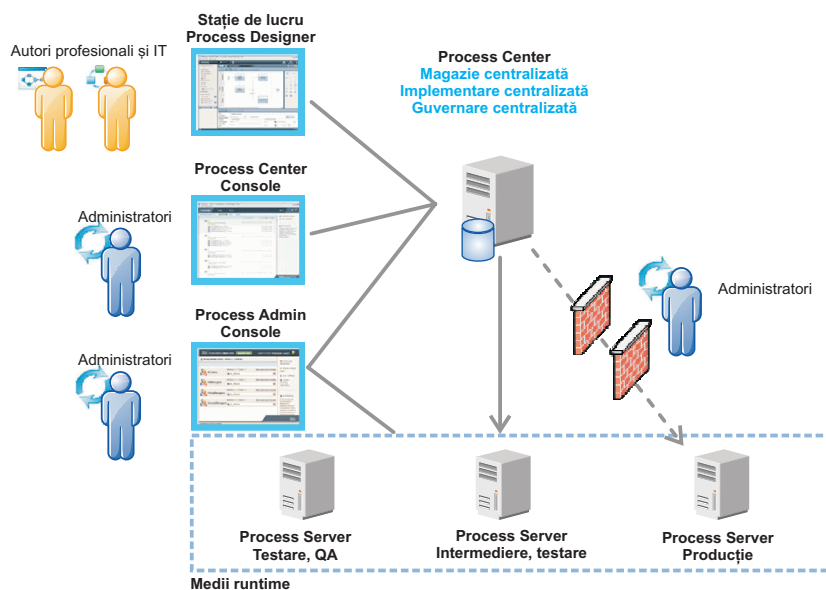 Stație de lucru
Process Designer
Autori profesionali și IT
Process Center
Magazie centralizată
Implementare centralizată
Guvernare centralizată
Process Center
Console
Administratori
Administratori
Process Admin
Console
Administratori
Process Server
Testare, QA
Process Server
Intermediere, testare
Process Server
Producție
Medii runtime